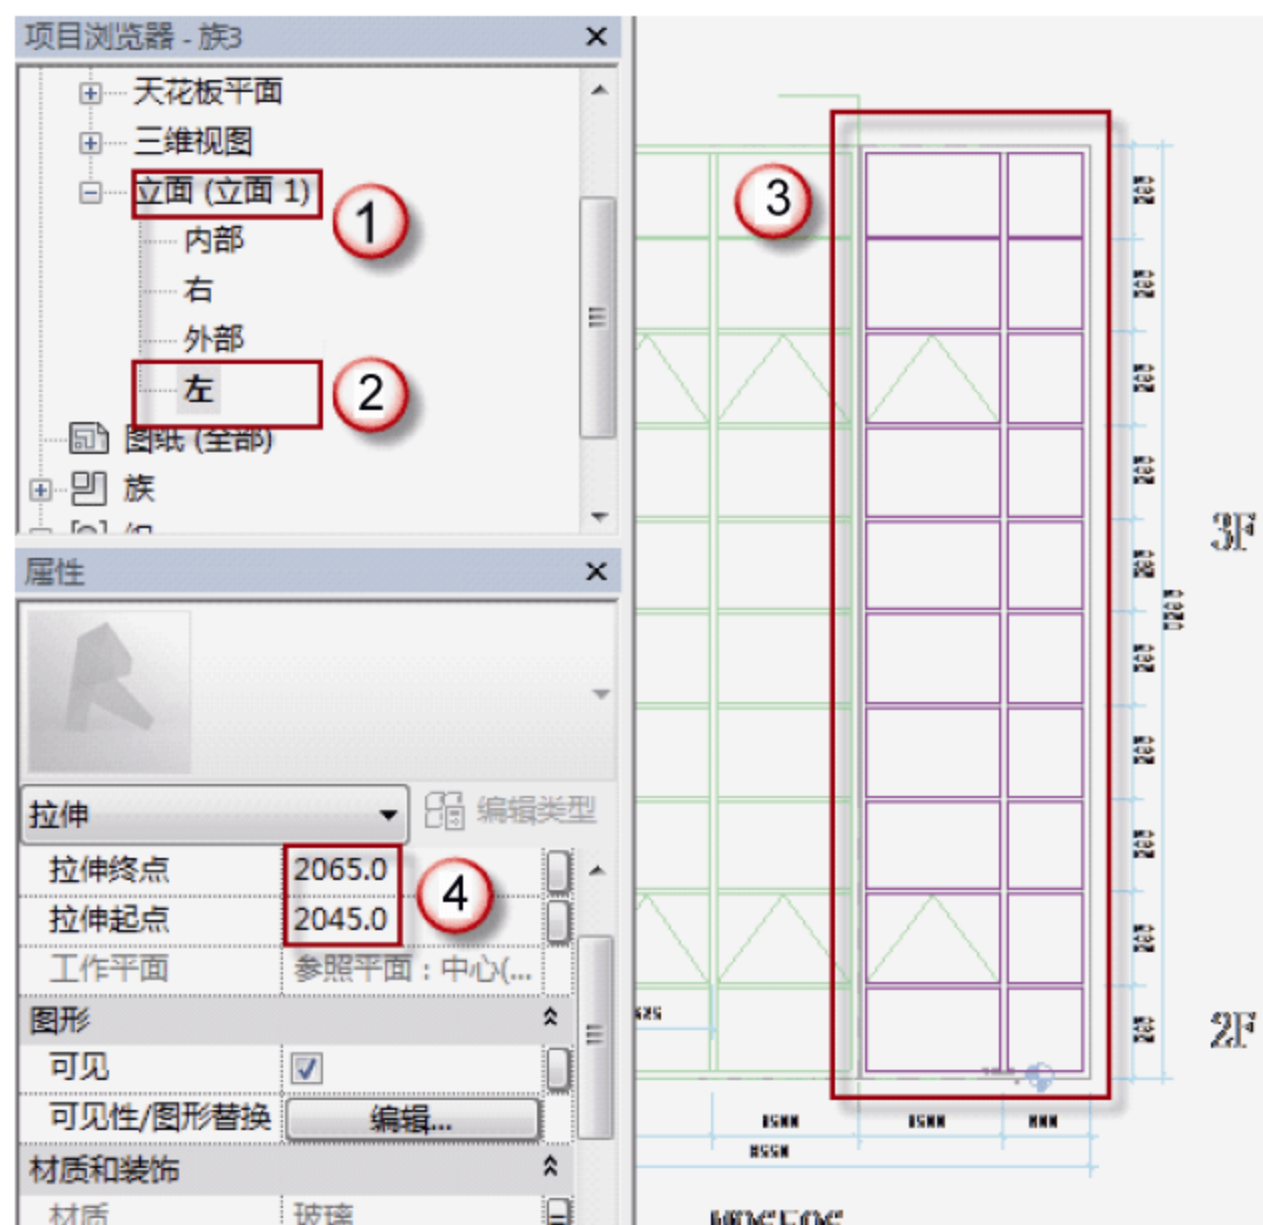 项目浏览器 - 族3
天花板平面
三维视图
立面 (立面 1)
1
内部
右
外部
左
2
图纸 (全部)
族
属性
拉伸
编辑类型
拉伸终点 2065.0
拉伸起点 2045.0
4
工作平面 参照平面：中心(...
图形
可见
可见性/图形替换 编辑...
材质和装饰
材质 玻璃
3
3F
2F